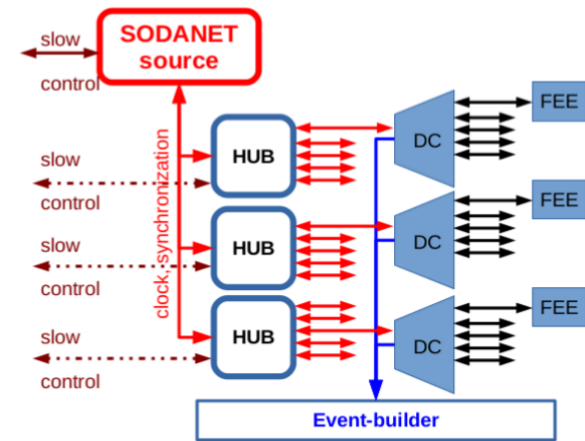 SODANET
source
slow
control
slow
control
slow
control
slow
control
clock, synchronization
HUB
HUB
HUB
DC
DC
DC
FEE
FEE
FEE
Event-builder